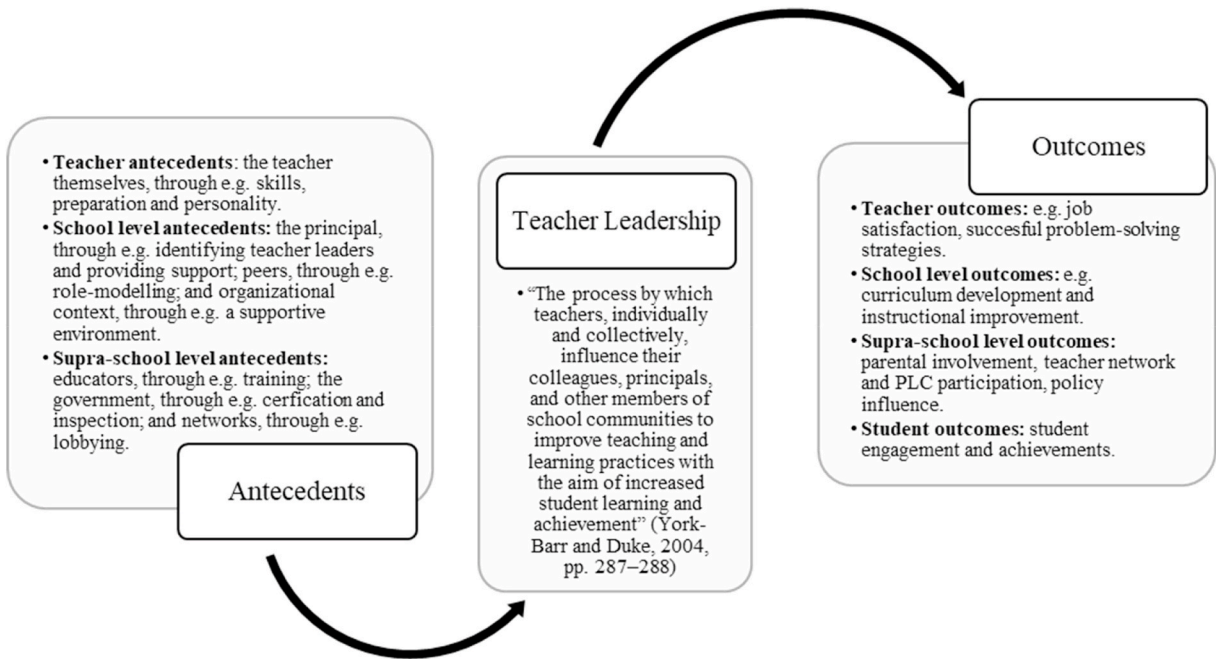 • Teacher antecedents: the teacher
themselves, through e.g. skills,
preparation and personality.
• School level antecedents: the principal,
through e.g. identifying teacher leaders
and providing support; peers, through e.g.
role-modelling; and organizational
context, through e.g. a supportive
environment.
• Supra-school level antecedents:
educators, through e.g. training; the
government, through e.g. cerfication and
inspection; and networks, through e.g.
lobbying.
Antecedents
Teacher Leadership
• “The process by which
teachers, individually
and collectively,
influence their
colleagues, principals,
and other members of
school communities to
improve teaching and
learning practices with
the aim of increased
student learning and
achievement” (York-
Barr and Duke, 2004,
pp. 287–288)
Outcomes
• Teacher outcomes: e.g. job
satisfaction, succesful problem-solving
strategies.
• School level outcomes: e.g.
curriculum development and
instructional improvement.
• Supra-school level outcomes:
parental involvement, teacher network
and PLC participation, policy
influence.
• Student outcomes: student
engagement and achievements.